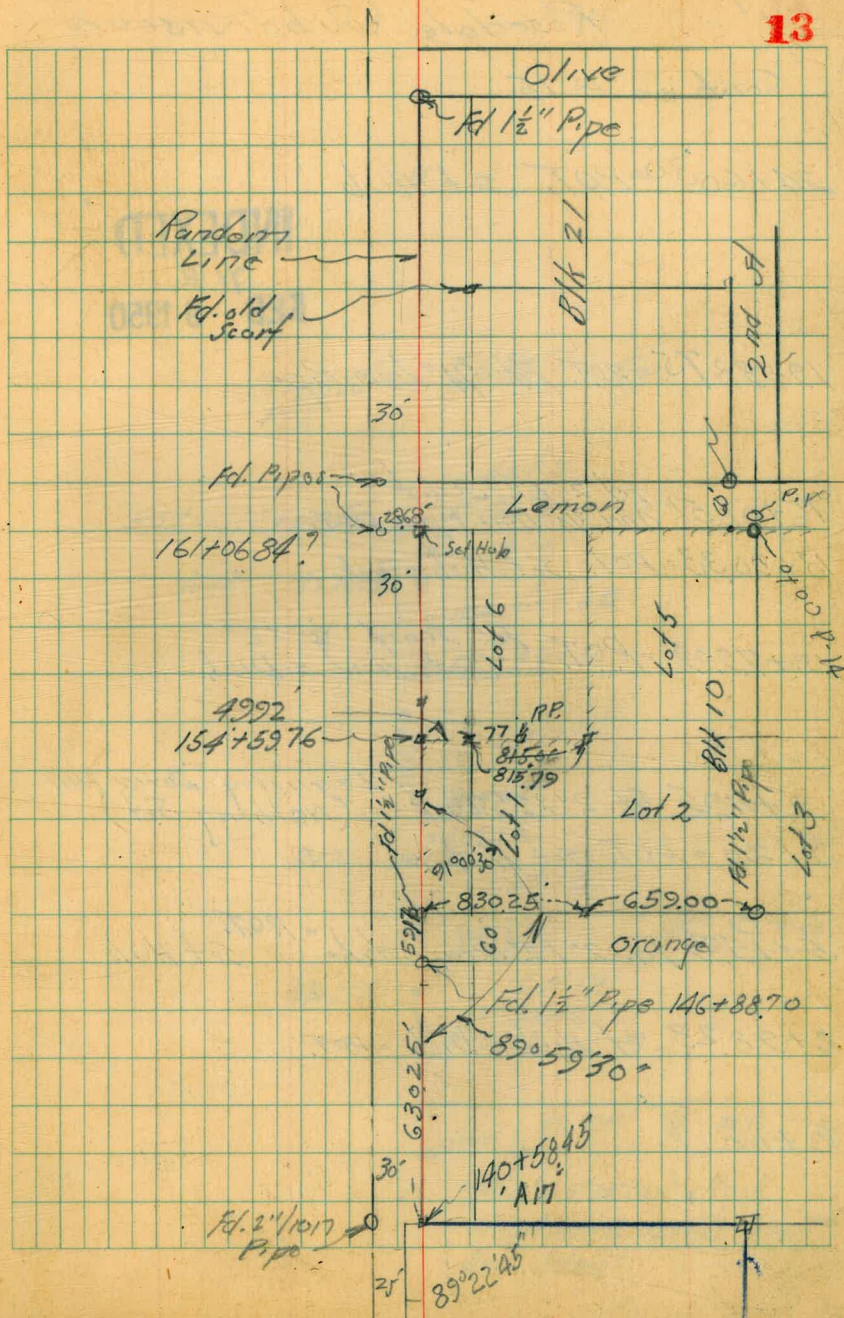 13
Olive
Fd 1½" Pipe
Random
Line
Blk 21
Fd. old
Scarf
2nd St
30'
Fd. Pipes
Lemon
60'
P.P.
28.68'
161+06.84?
Set Hub
30'
Lot 6
Lot 5
49.92'
154+59.76
A
77
R.P.
815.79
Blk 10
Fd 1½" Pipe
Lot 1
Lot 2
Fd. 1½" Pipe
Lot 3
91°00'30"
830.25
659.00
60
Orange
Fd. 1½" Pipe 146+88.70
89°59'30"
630.25'
30'
140+58.45
"A17"
Fd. 2" Iron
Pipe
25'
89°22'45"